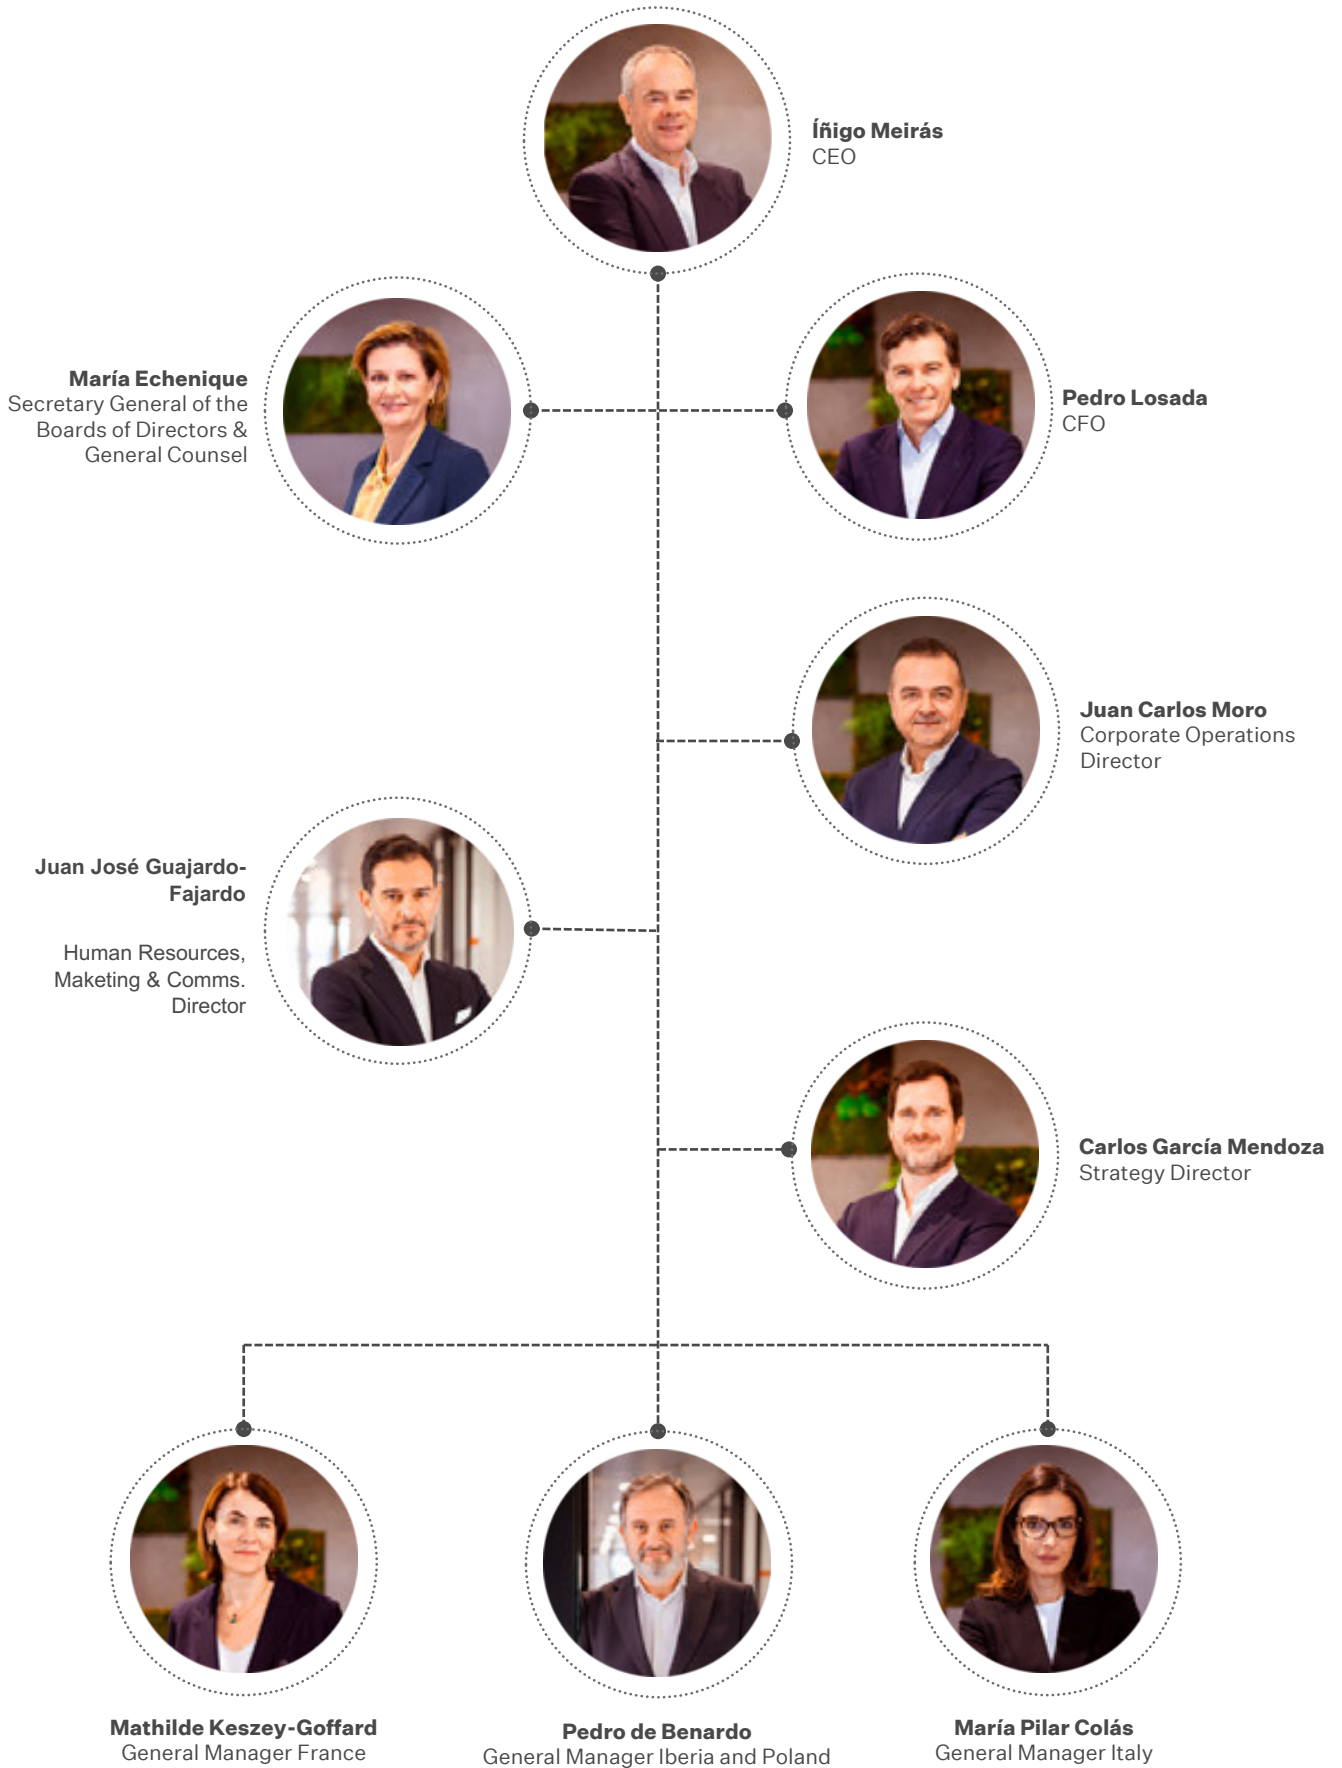 Íñigo Meirás
CEO
María Echenique
Secretary General of the
Boards of Directors &
General Counsel
Pedro Losada
CFO
Juan Carlos Moro
Corporate Operations
Director
Juan José Guajardo-
Fajardo
Human Resources,
Maketing & Comms.
Director
Carlos García Mendoza
Strategy Director
Mathilde Keszey-Goffard
General Manager France
Pedro de Benardo
General Manager Iberia and Poland
María Pilar Colás
General Manager Italy